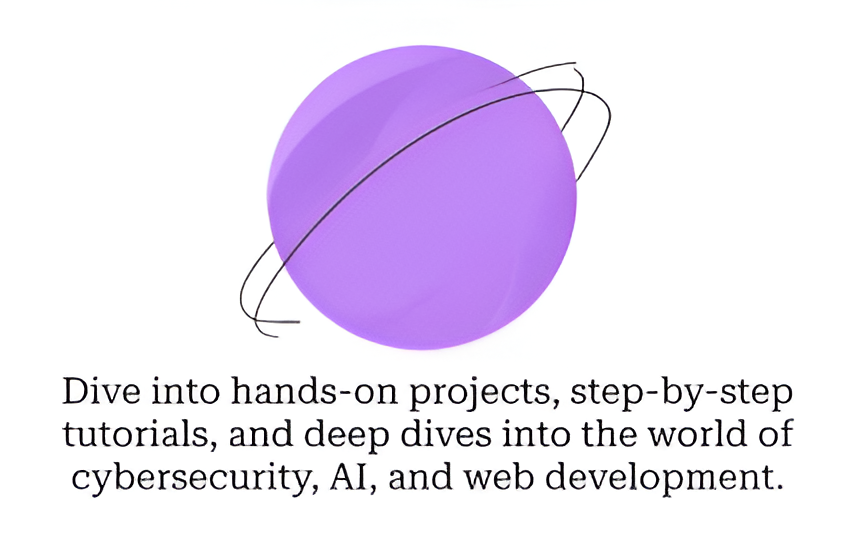 Dive into hands-on projects, step-by-step
tutorials, and deep dives into the world of
cybersecurity, AI, and web development.